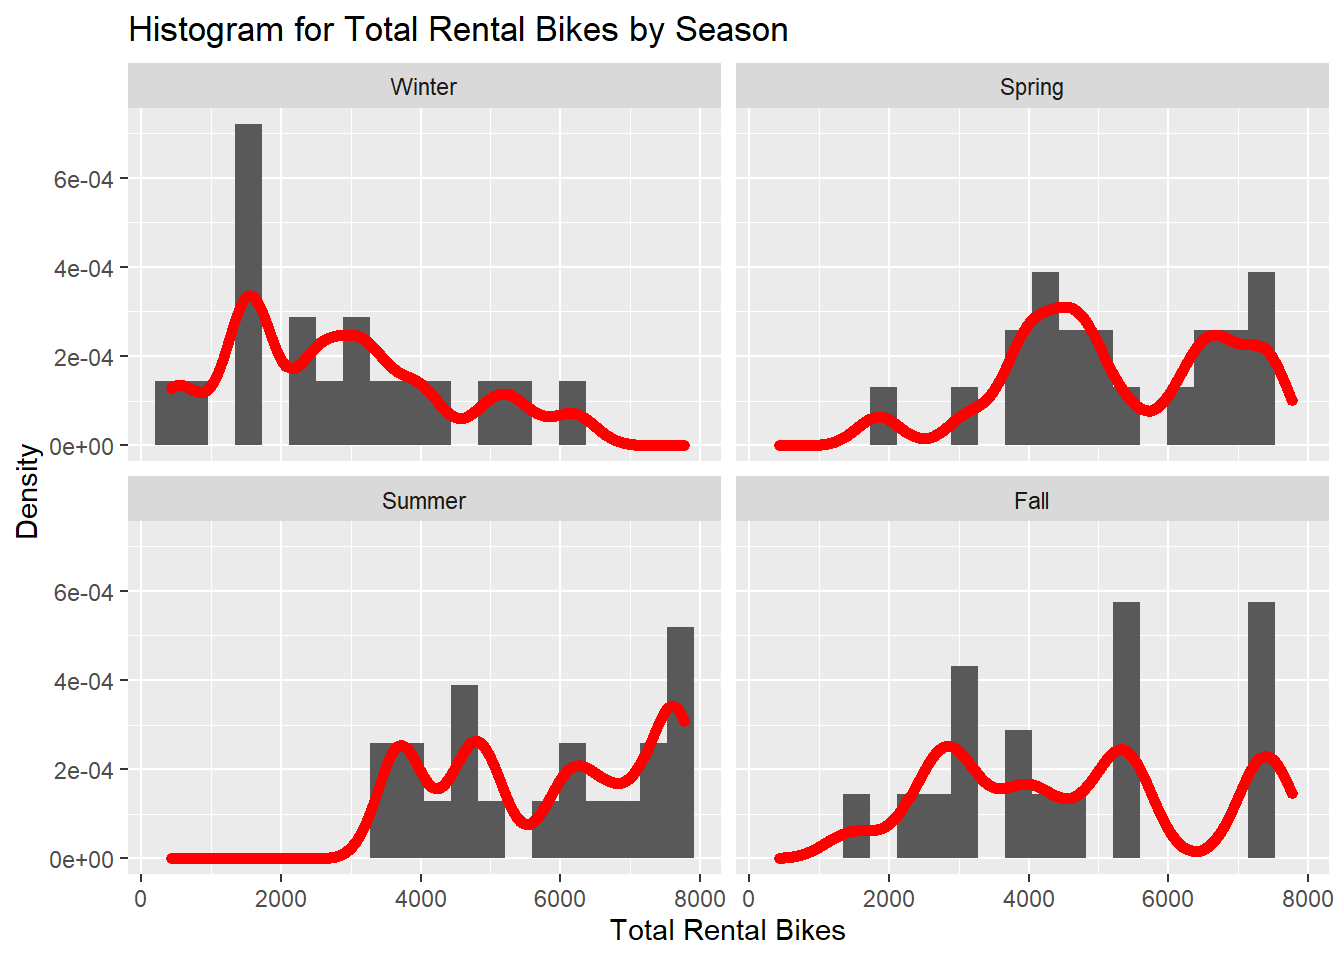 Histogram for Total Rental Bikes by Season
Winter
Spring
6e-04
4e-04
2e-04
0e+00
Summer
Fall
6e-04
4e-04
2e-04
0e+00
Density
0 2000 4000 6000 8000
0 2000 4000 6000 8000
Total Rental Bikes